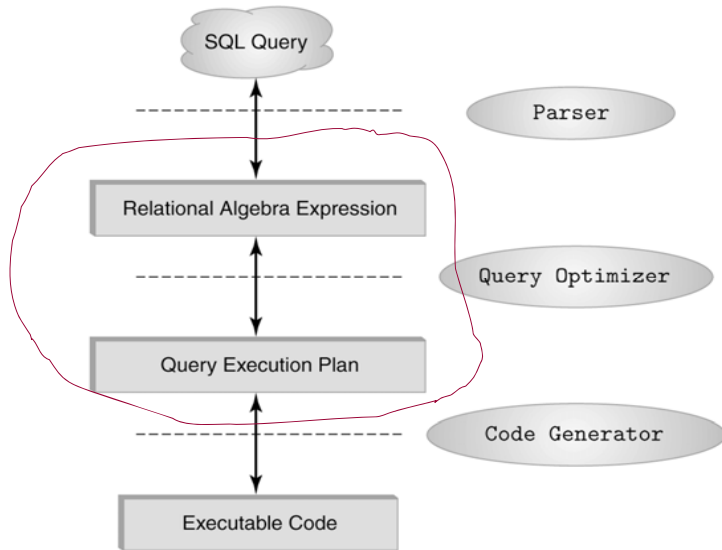 SQL Query
Parser
Relational Algebra Expression
Query Optimizer
Query Execution Plan
Code Generator
Executable Code